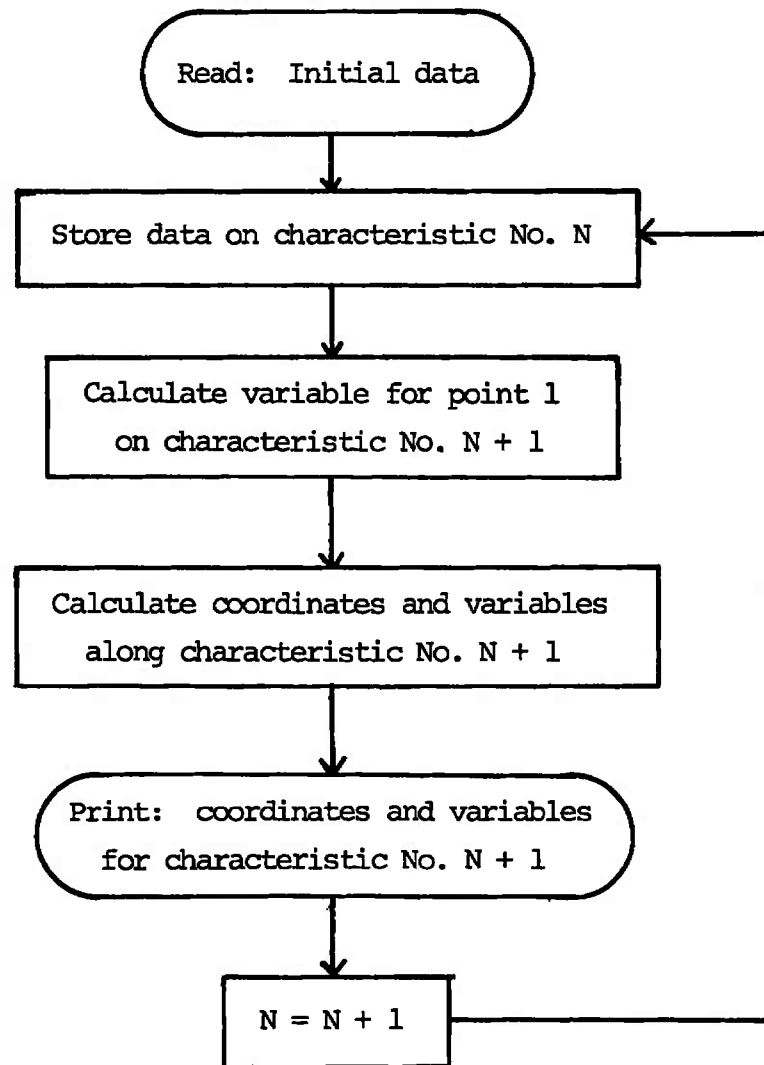 Read: Initial data
Store data on characteristic No. N
Calculate variable for point 1
on characteristic No. N + 1
Calculate coordinates and variables
along characteristic No. N + 1
Print: coordinates and variables
for characteristic No. N + 1
N = N + 1